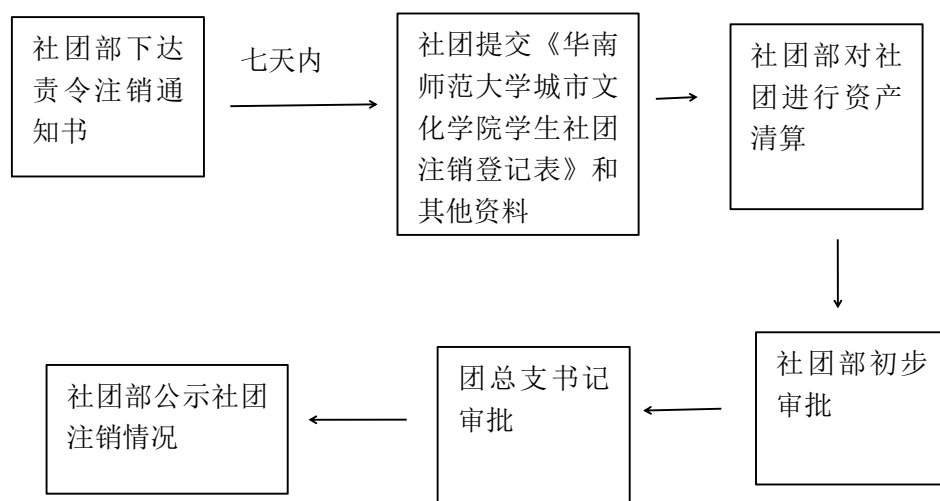 社团部下达
责令注销通
知书
七天内
社团提交《华南
师范大学城市文
化学院学生社团
注销登记表》和
其他资料
社团部对社
团进行资产
清算
社团部初步
审批
团总支书记
审批
社团部公示社团
注销情况